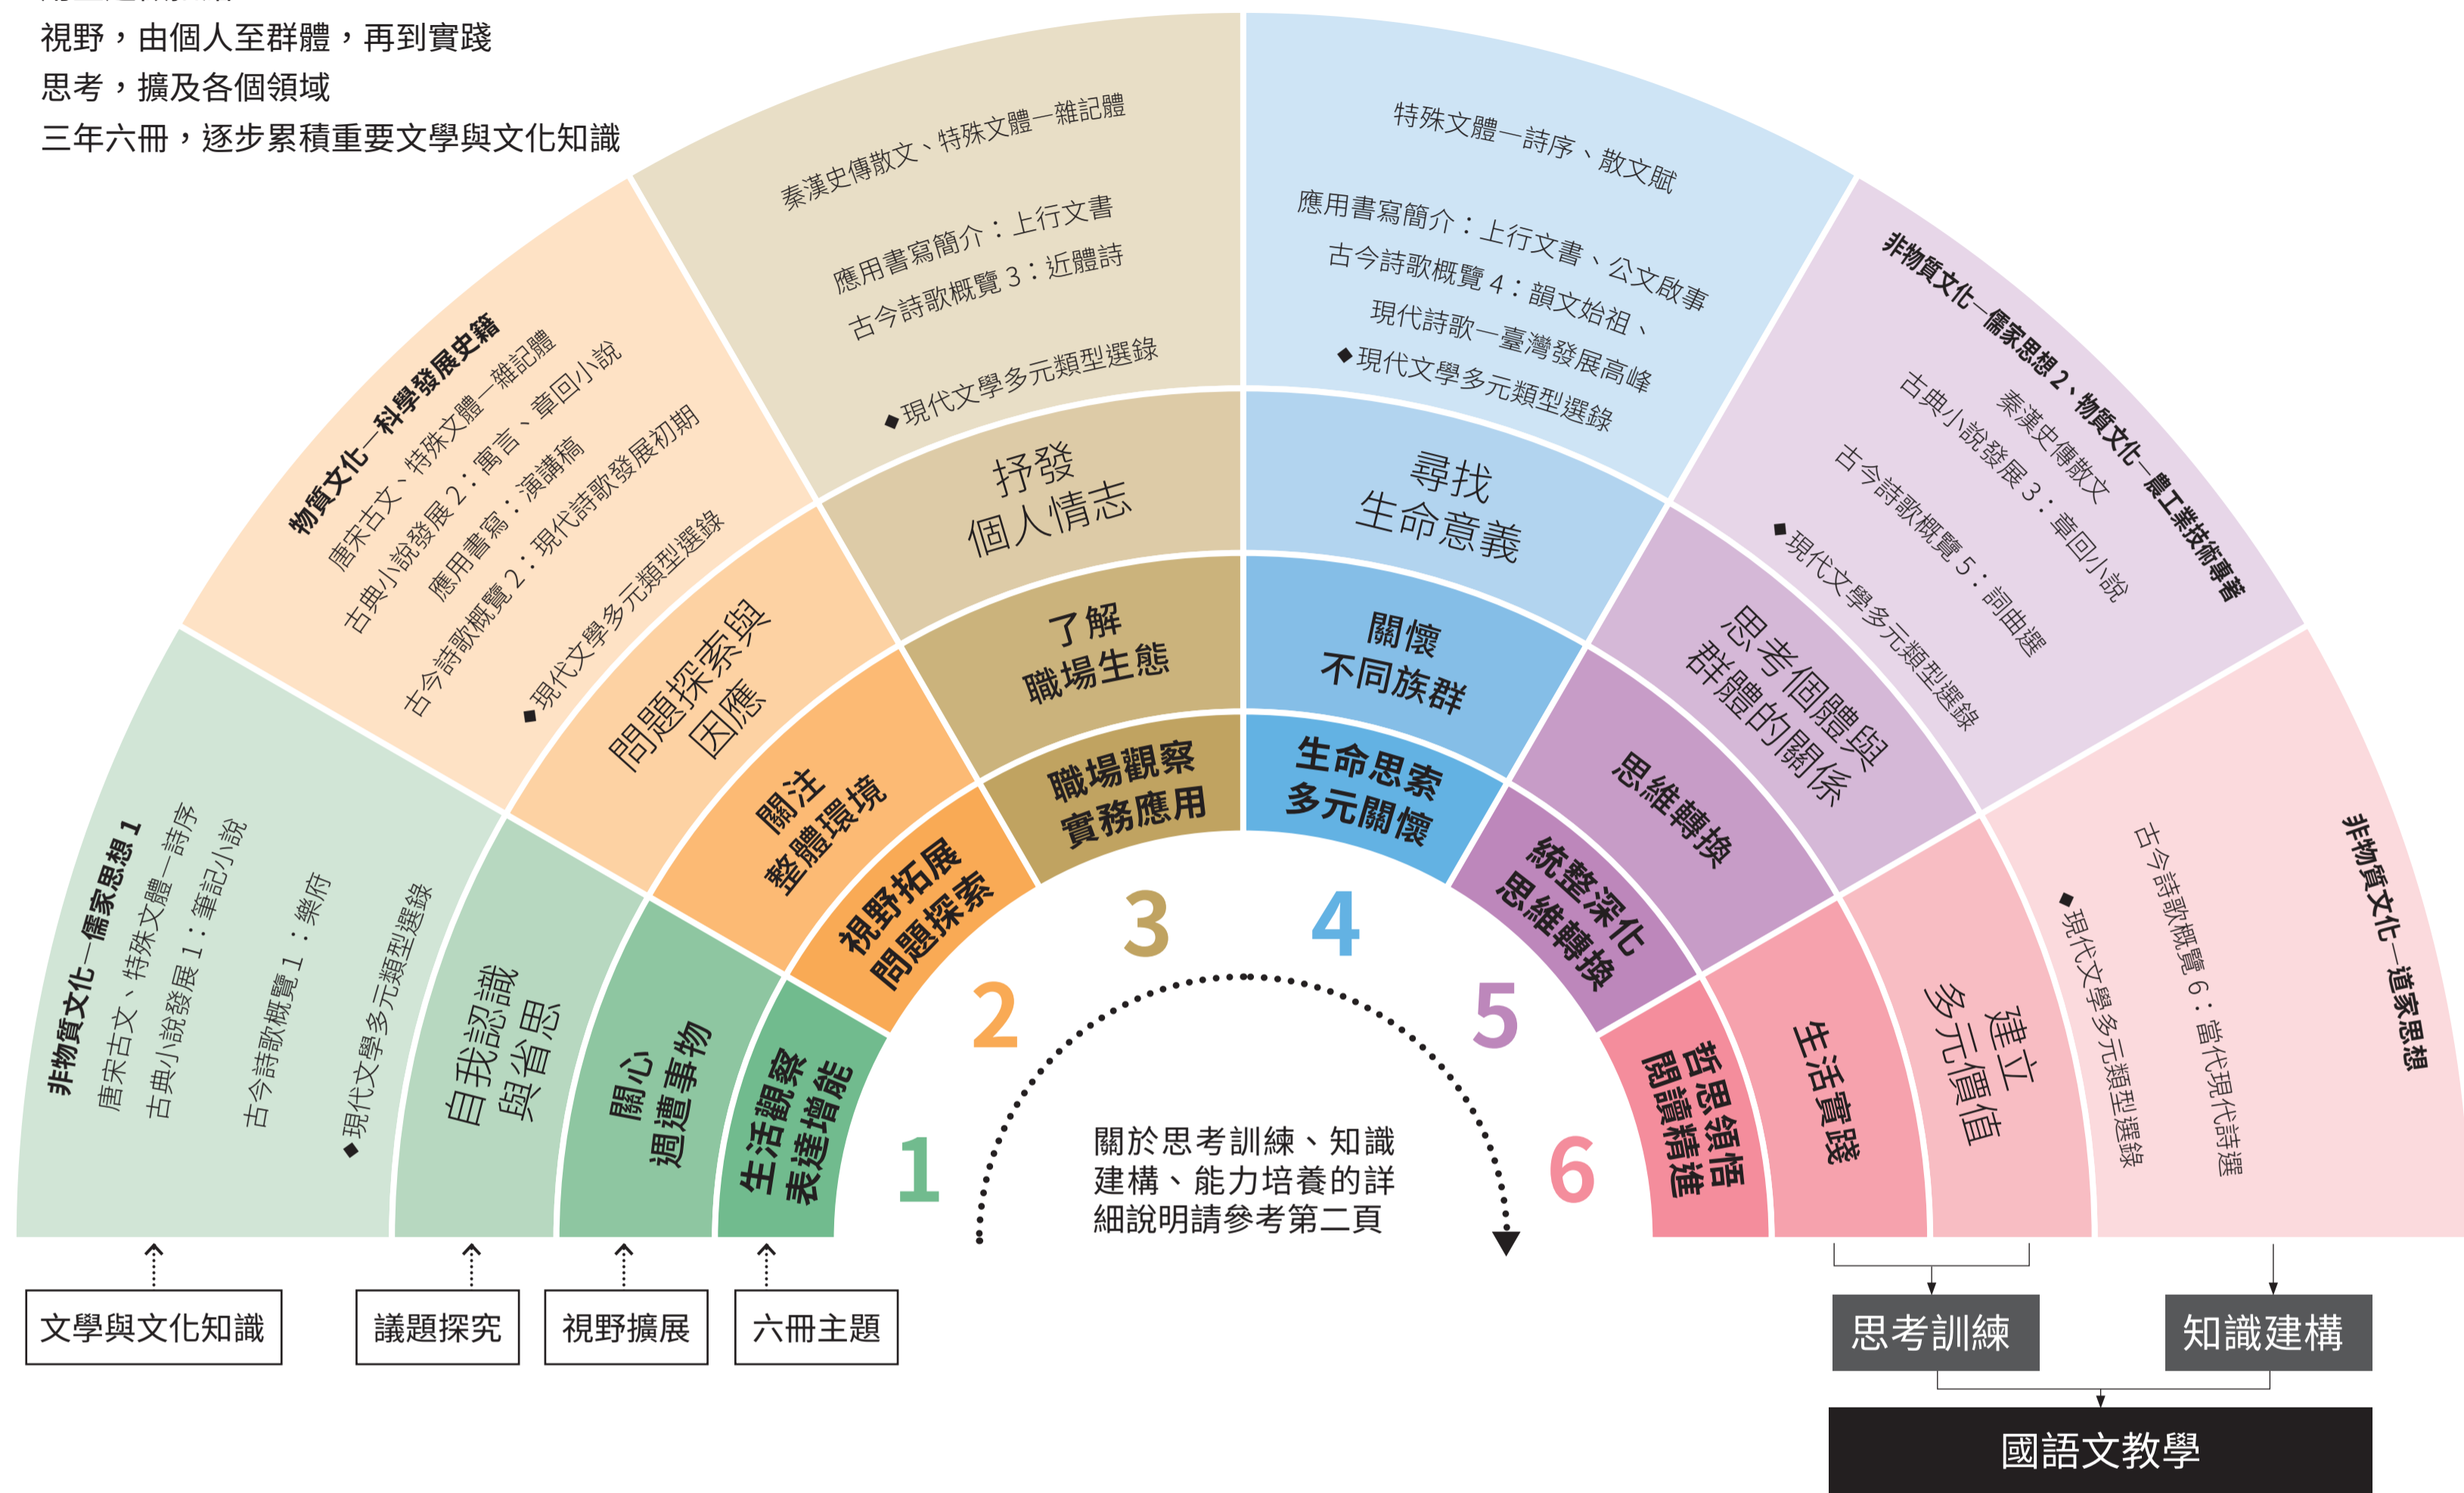 視野，由個人至群體，再到實踐
思考，擴及各個領域
三年六冊，逐步累積重要文學與文化知識
非物質文化—儒家思想 1
唐宋古文、特殊文體—詩序
古典小說發展 1：筆記小說
古今詩歌概覽 1：樂府
◆現代文學多元類型選錄
自我認識
與省思
關心
週遭事物
生活觀察
表達增能
1
物質文化—科學發展史籍
唐宋古文、特殊文體—雜記體
古典小說發展 2：寓言、章回小說
應用書寫：演講稿
古今詩歌概覽 2：現代詩歌發展初期
◆現代文學多元類型選錄
問題探索與
因應
關注
整體環境
視野拓展
問題探索
2
秦漢史傳散文、特殊文體—雜記體
應用書寫簡介：上行文書
古今詩歌概覽 3：近體詩
◆現代文學多元類型選錄
抒發
個人情志
了解
職場生態
職場觀察
實務應用
3
特殊文體—詩序、散文賦
應用書寫簡介：上行文書、公文啟事
古今詩歌概覽 4：韻文始祖、
現代詩歌—臺灣發展高峰
◆現代文學多元類型選錄
尋找
生命意義
關懷
不同族群
生命思索
多元關懷
4
非物質文化—儒家思想 2、物質文化—農工業技術專著
秦漢史傳散文
古典小說發展 3：章回小說
古今詩歌概覽 5：詞曲選
◆現代文學多元類型選錄
思考個體與
群體的關係
思維轉換
統整深化
思維轉換
5
非物質文化—道家思想
古今詩歌概覽 6：當代現代詩選
◆現代文學多元類型選錄
建立
多元價值
生活實踐
哲思領悟
閱讀精進
6
關於思考訓練、知識
建構、能力培養的詳
細說明請參考第二頁
文學與文化知識
議題探究
視野擴展
六冊主題
思考訓練
知識建構
國語文教學